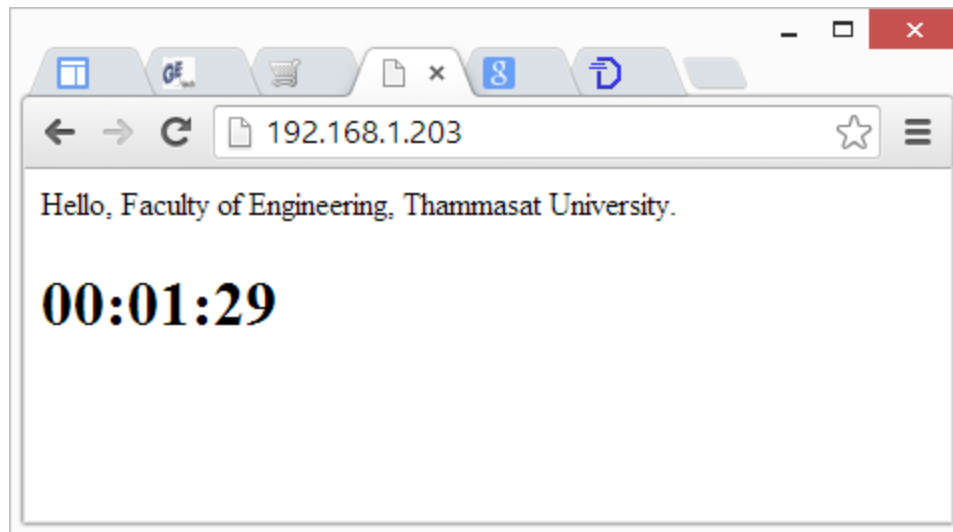 192.168.1.203
Hello, Faculty of Engineering, Thammasat University.
00:01:29